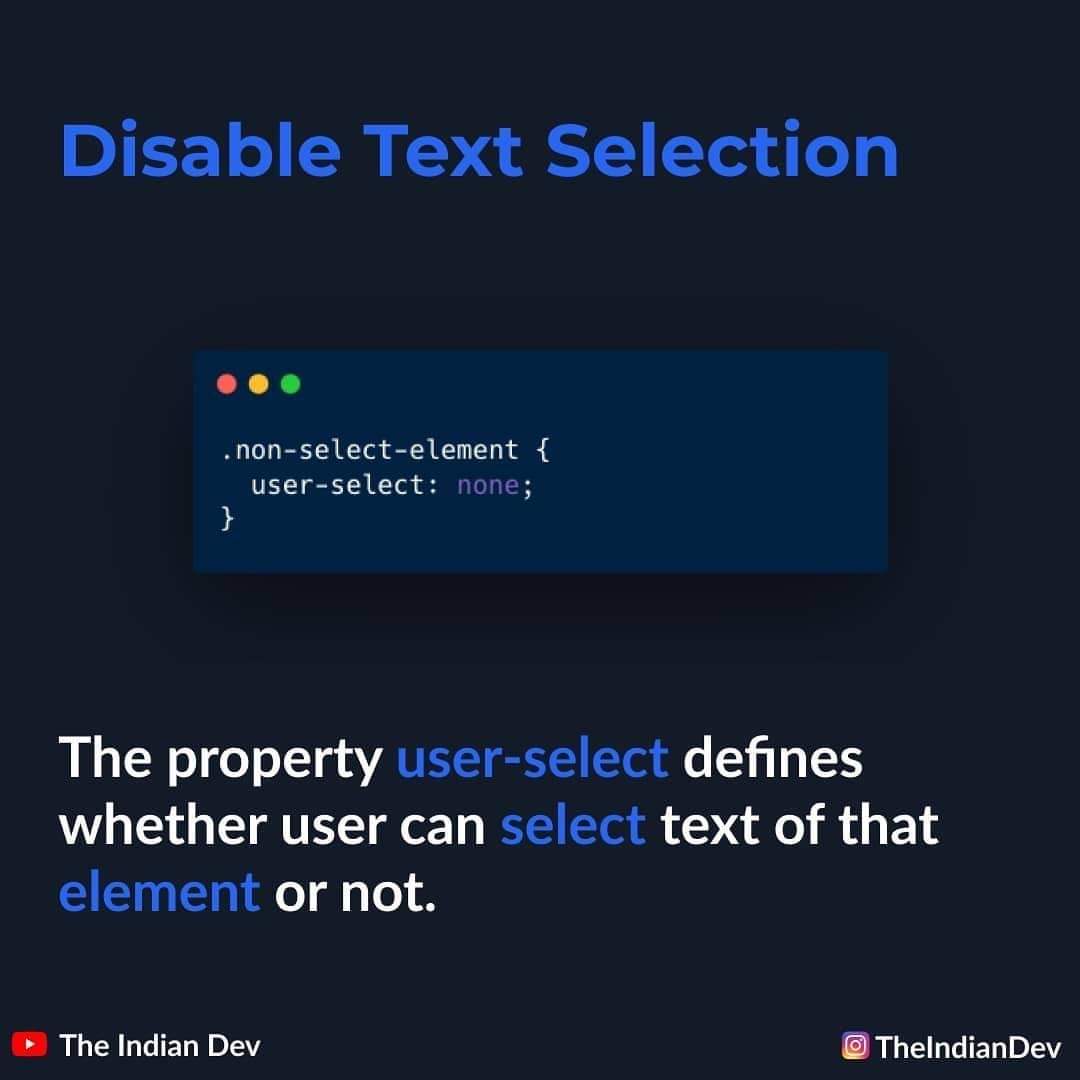 Disable Text Selection
.non-select-element {
  user-select: none;
}
The property user-select defines
whether user can select text of that
element or not.
The Indian Dev
TheIndianDev